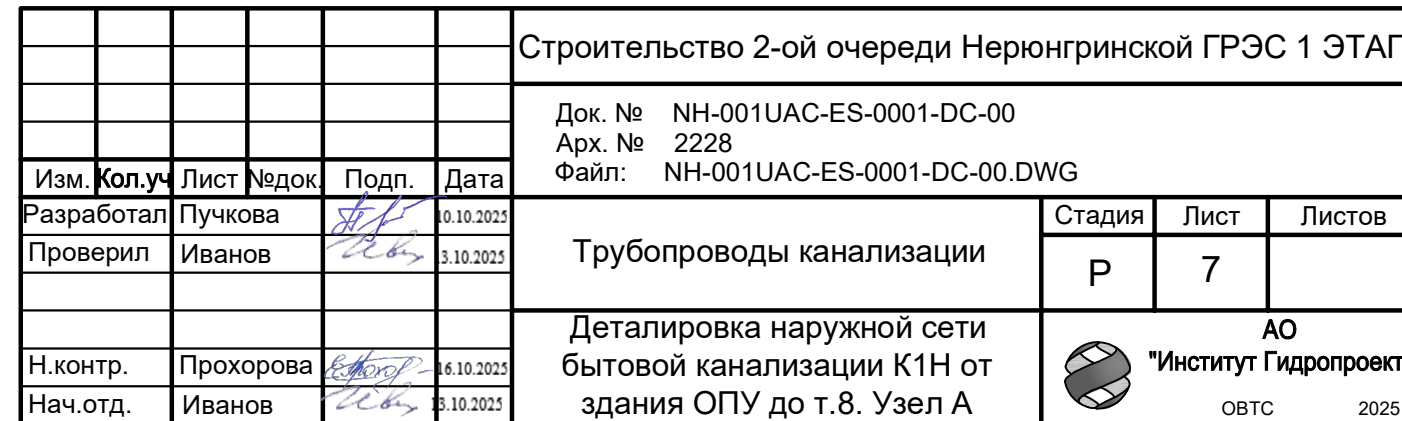 Строительство 2-ой очереди Нерюнгринской ГРЭС 1 ЭТАП
Док. № NH-001UAC-ES-0001-DC-00
Арх. № 2228
Файл: NH-001UAC-ES-0001-DC-00.DWG
Изм. Кол.уч Лист №док. Подп. Дата
Разработал Пучкова 10.10.2025
Проверил Иванов 13.10.2025
Трубопроводы канализации
Стадия Лист Листов
Р 7
Н.контр. Прохорова 16.10.2025
Нач.отд. Иванов 13.10.2025
Деталировка наружной сети
бытовой канализации К1Н от
здания ОПУ до т.8. Узел А
АО
"Институт Гидропроект
ОВТС 2025